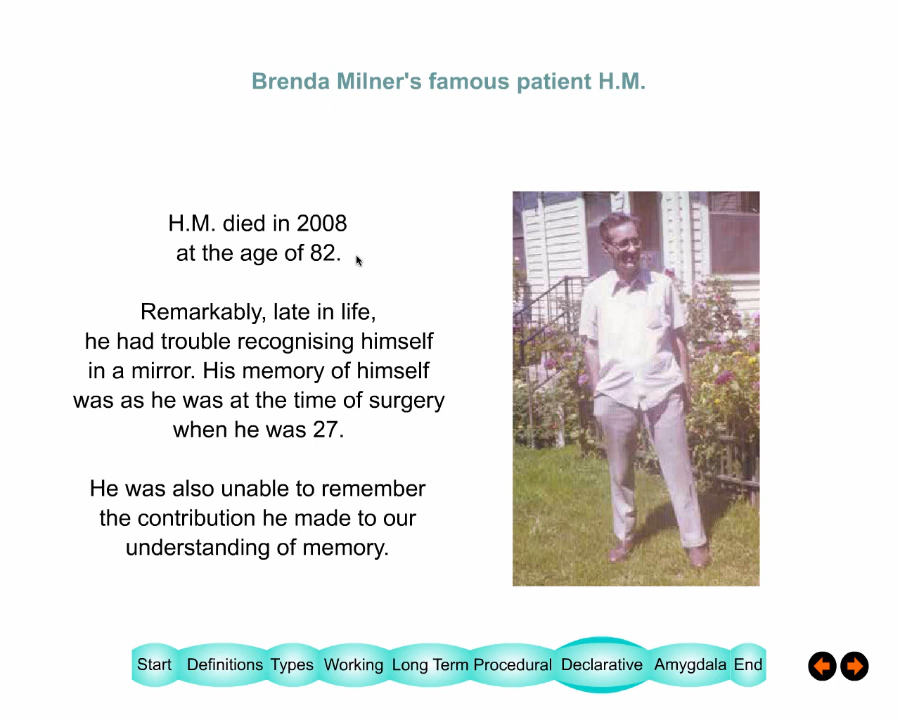 Brenda Milner's famous patient H.M.
H.M. died in 2008
at the age of 82.
Remarkably, late in life,
he had trouble recognising himself
in a mirror. His memory of himself
was as he was at the time of surgery
when he was 27.
He was also unable to remember
the contribution he made to our
understanding of memory.
Start Definitions Types Working Long Term Procedural Declarative Amygdala End